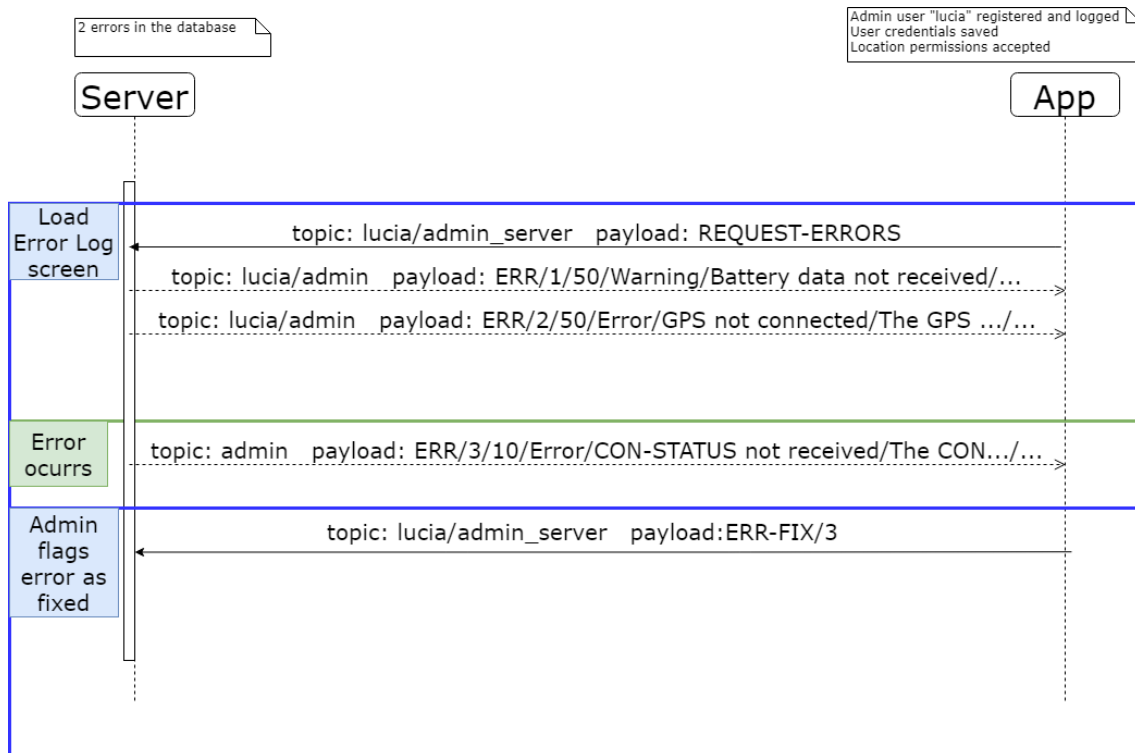 2 errors in the database
Admin user "lucia" registered and logged
User credentials saved
Location permissions accepted
Server
App
Load
Error Log
screen
topic: lucia/admin_server payload: REQUEST-ERRORS
topic: lucia/admin payload: ERR/1/50/Warning/Battery data not received/...
topic: lucia/admin payload: ERR/2/50/Error/GPS not connected/The GPS .../...
Error
ocurrs
topic: admin payload: ERR/3/10/Error/CON-STATUS not received/The CON.../...
Admin
flags
error as
fixed
topic: lucia/admin_server payload:ERR-FIX/3